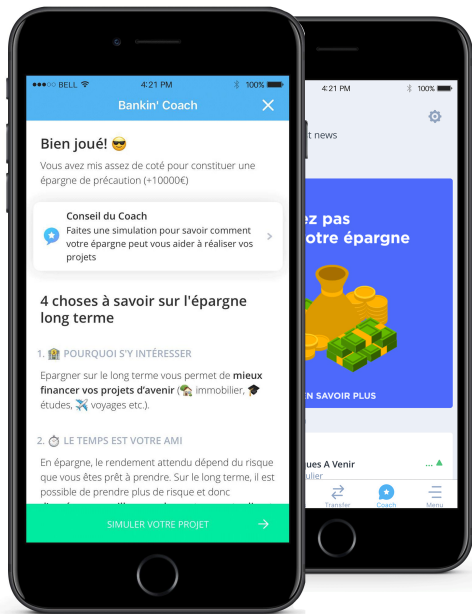 BELL
4:21 PM
100%
Bankin' Coach
Bien joué!
Vous avez mis assez de coté pour constituer une
épargne de précaution (+10000€)
Conseil du Coach
Faites une simulation pour savoir comment
votre épargne peut vous aider à réaliser vos
projets
4 choses à savoir sur l'épargne
long terme
1. POURQUOI S'Y INTÉRESSER
Epargner sur le long terme vous permet de mieux
financer vos projets d'avenir ( immobilier,
études, voyages etc.).
2. LE TEMPS EST VOTRE AMI
En épargne, le rendement attendu dépend du risque
que vous êtes prêt à prendre. Sur le long terme, il est
possible de prendre plus de risque et donc
SIMULER VOTRE PROJET
4:21 PM
100%
t news
ez pas
otre épargne
EN SAVOIR PLUS
ues A Venir
...
ulier
Transfer
Coach
Menu